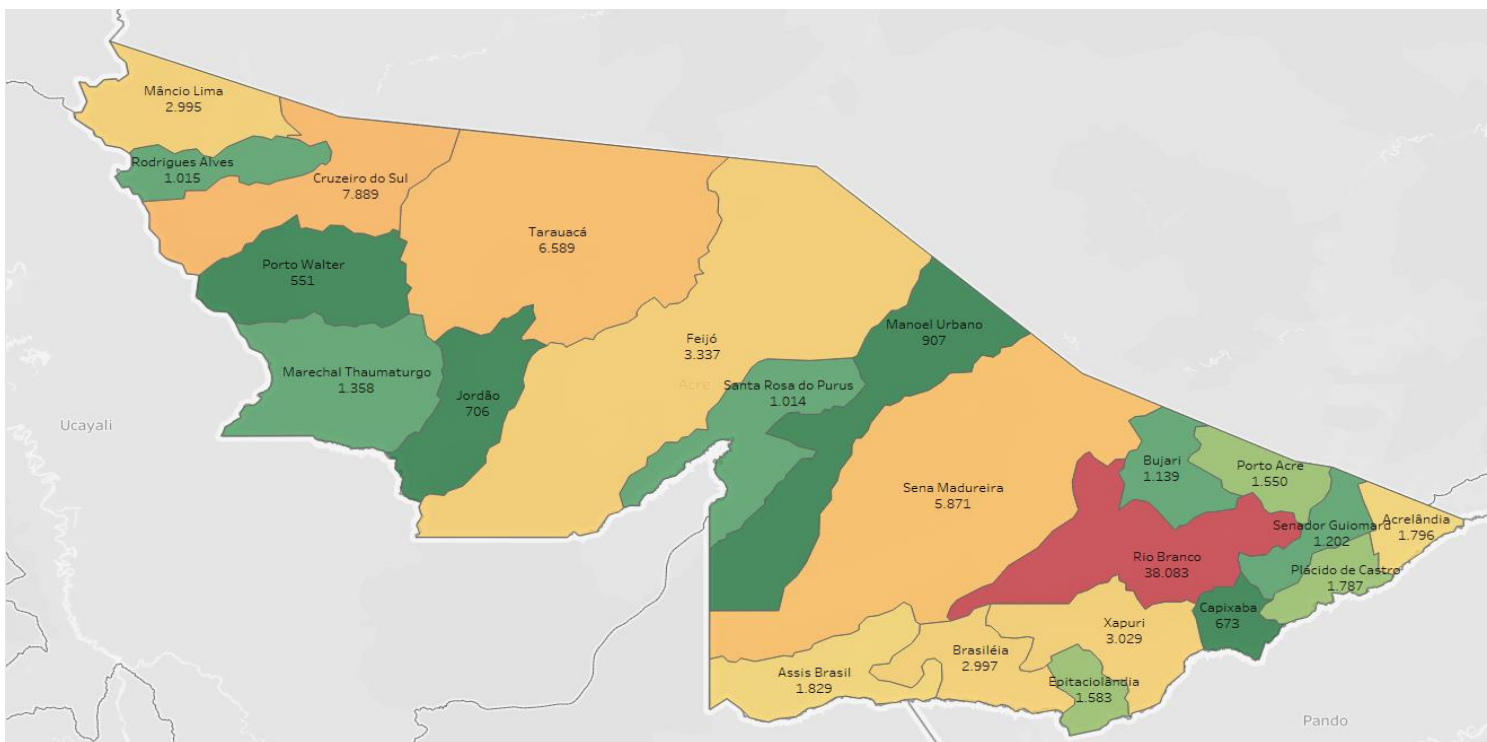 Mâncio Lima
2.995
Rodrigues Alves
1.015
Cruzeiro do Sul
7.889
Tarauacá
6.589
Porto Walter
551
Manoel Urbano
907
Feijó
3.337
Marechal Thaumaturgo
1.358
Acre
Santa Rosa do Purus
1.014
Jordão
706
Ucayali
Bujari
1.139
Porto Acre
1.550
Sena Madureira
5.871
Senador Guiomard
1.202
Acrelândia
1.796
Rio Branco
38.083
Plácido de Castro
1.787
Capixaba
673
Xapuri
3.029
Brasiléia
2.997
Assis Brasil
1.829
Epitaciolândia
1.583
Pando